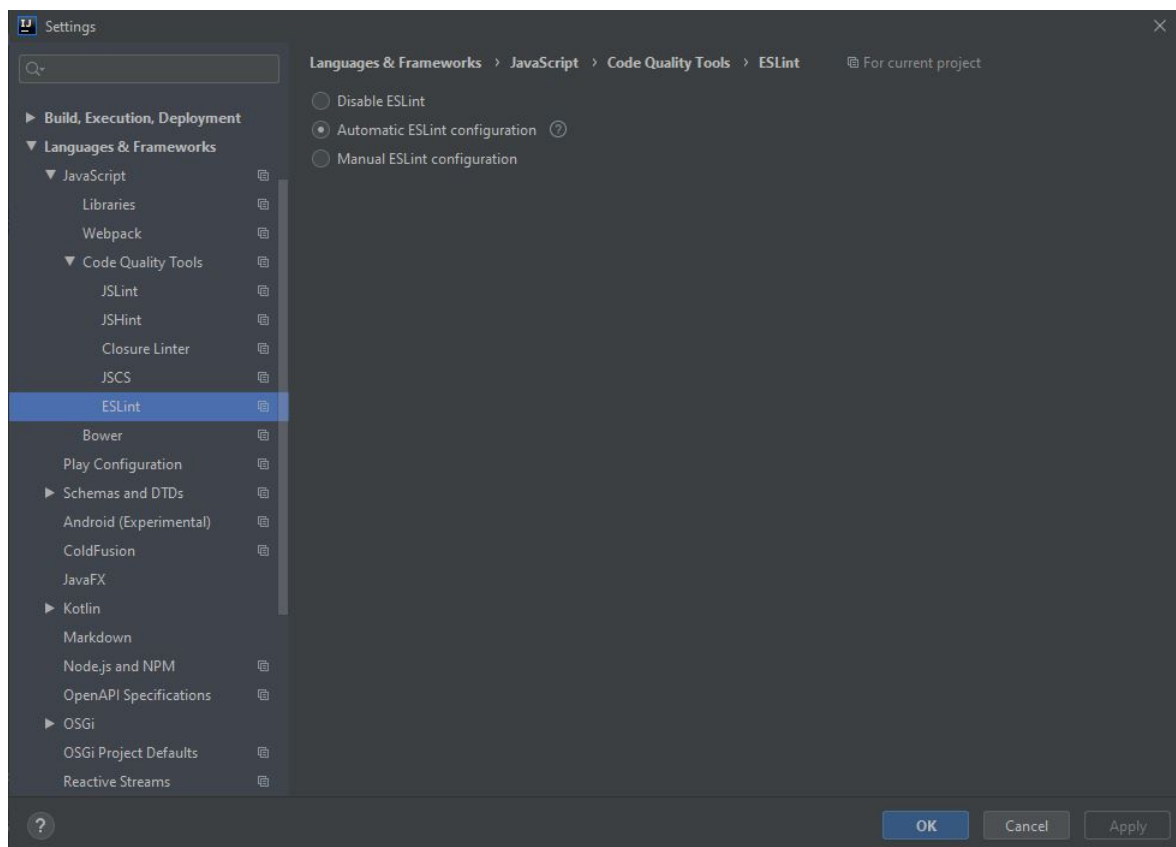 IJ
Settings
Languages & Frameworks › JavaScript › Code Quality Tools › ESLint
For current project
Build, Execution, Deployment
Languages & Frameworks
JavaScript
Libraries
Webpack
Code Quality Tools
JSLint
JSHint
Closure Linter
JSCS
ESLint
Bower
Play Configuration
Schemas and DTDs
Android (Experimental)
ColdFusion
JavaFX
Kotlin
Markdown
Node.js and NPM
OpenAPI Specifications
OSGi
OSGi Project Defaults
Reactive Streams
Disable ESLint
Automatic ESLint configuration ?
Manual ESLint configuration
?
OK
Cancel
Apply